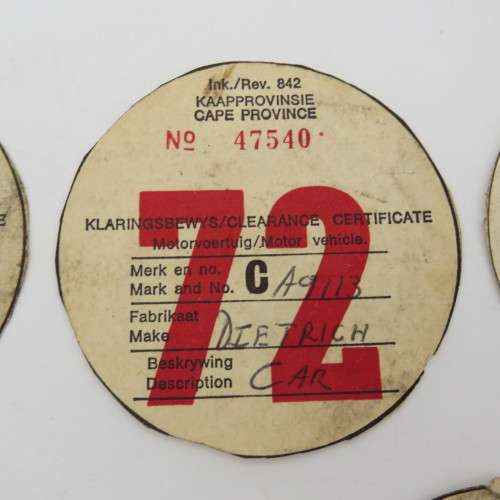 Ink./Rev. 842
KAAPPROVINSIE
CAPE PROVINCE
No 47540
72
KLARINGSBEWYS/CLEARANCE CERTIFICATE
Motorvoertuig/Motor vehicle.
Merk en no.
Mark and No. C A9113
Fabrikaat
Make DIETRICH
Beskrywing
Description CAR